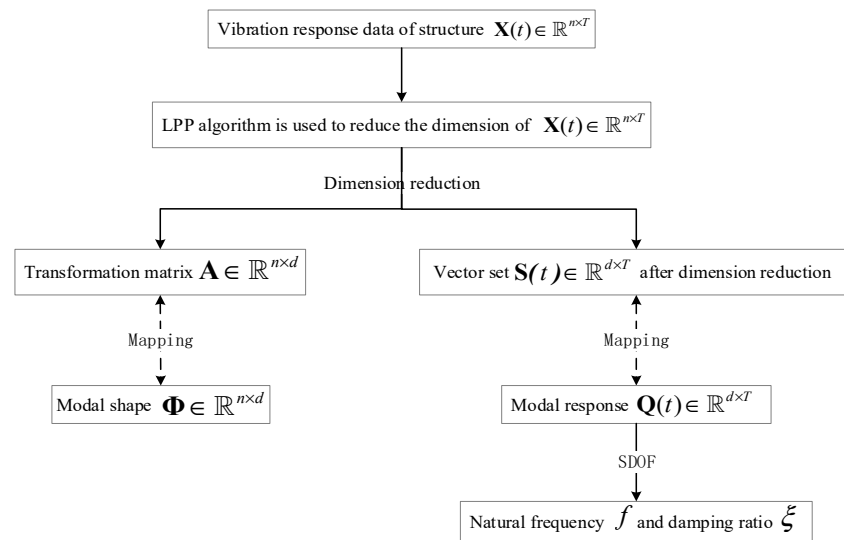 Vibration response data of structure X(t) ∈ ℝ^{n×T}
LPP algorithm is used to reduce the dimension of X(t) ∈ ℝ^{n×T}
Dimension reduction
Transformation matrix A ∈ ℝ^{n×d}
Vector set S(t) ∈ ℝ^{d×T} after dimension reduction
Mapping
Mapping
Modal shape Φ ∈ ℝ^{n×d}
Modal response Q(t) ∈ ℝ^{d×T}
SDOF
Natural frequency f and damping ratio ξ